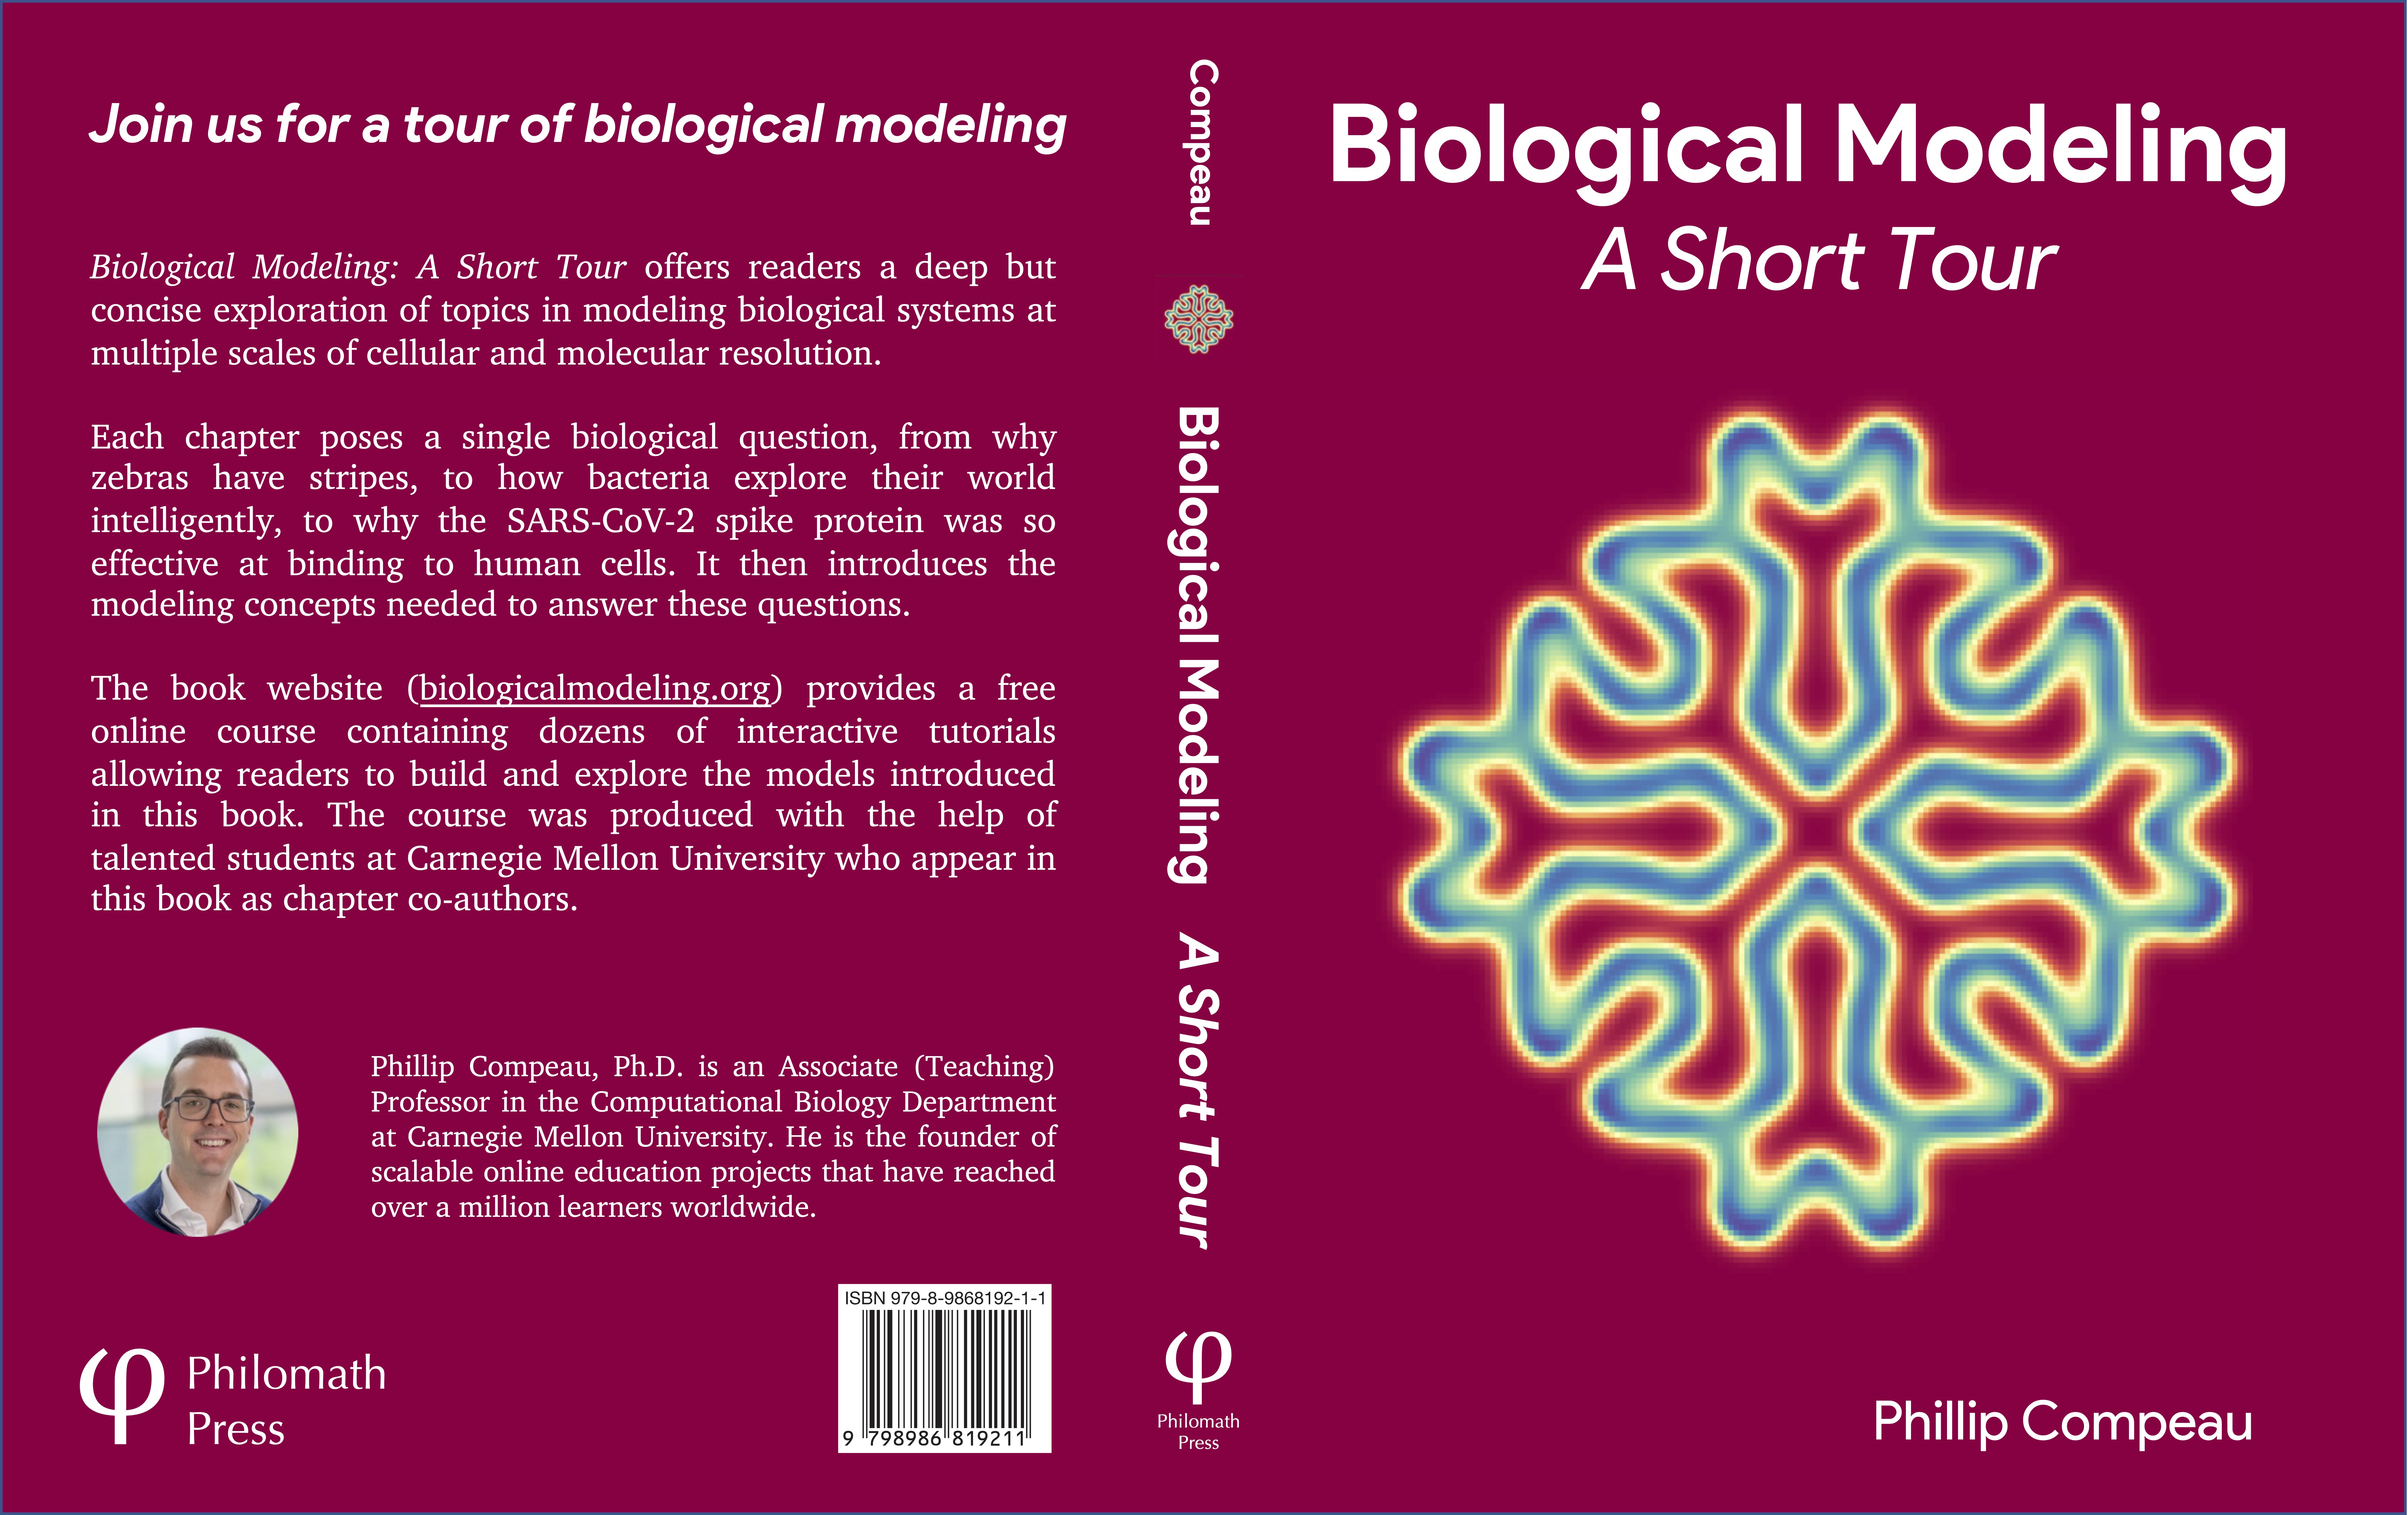 Join us for a tour of biological modeling
Biological Modeling: A Short Tour offers readers a deep but
concise exploration of topics in modeling biological systems at
multiple scales of cellular and molecular resolution.
Each chapter poses a single biological question, from why
zebras have stripes, to how bacteria explore their world
intelligently, to why the SARS-CoV-2 spike protein was so
effective at binding to human cells. It then introduces the
modeling concepts needed to answer these questions.
The book website (biologicalmodeling.org) provides a free
online course containing dozens of interactive tutorials
allowing readers to build and explore the models introduced
in this book. The course was produced with the help of
talented students at Carnegie Mellon University who appear in
this book as chapter co-authors.
Phillip Compeau, Ph.D. is an Associate (Teaching)
Professor in the Computational Biology Department
at Carnegie Mellon University. He is the founder of
scalable online education projects that have reached
over a million learners worldwide.
φ Philomath
Press
ISBN 979-8-9868192-1-1
9 798986 819211
Compeau
Biological Modeling A Short Tour
φ
Philomath
Press
Biological Modeling
A Short Tour
Phillip Compeau